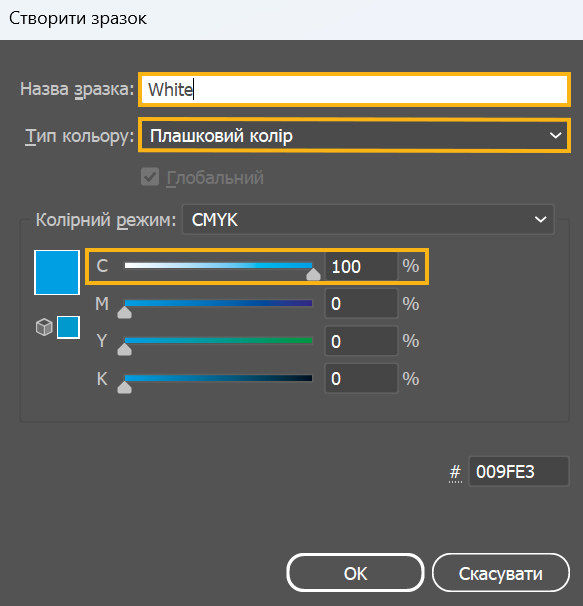 Створити зразок
Назва зразка: White
Тип кольору: Плашковий колір
Глобальний
Колірний режим: CMYK
C 100 %
M 0 %
Y 0 %
K 0 %
# 009FE3
OK Скасувати